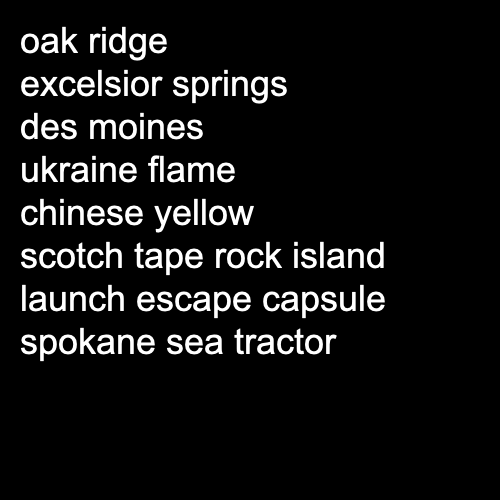 oak ridge
excelsior springs
des moines
ukraine flame
chinese yellow
scotch tape rock island
launch escape capsule
spokane sea tractor